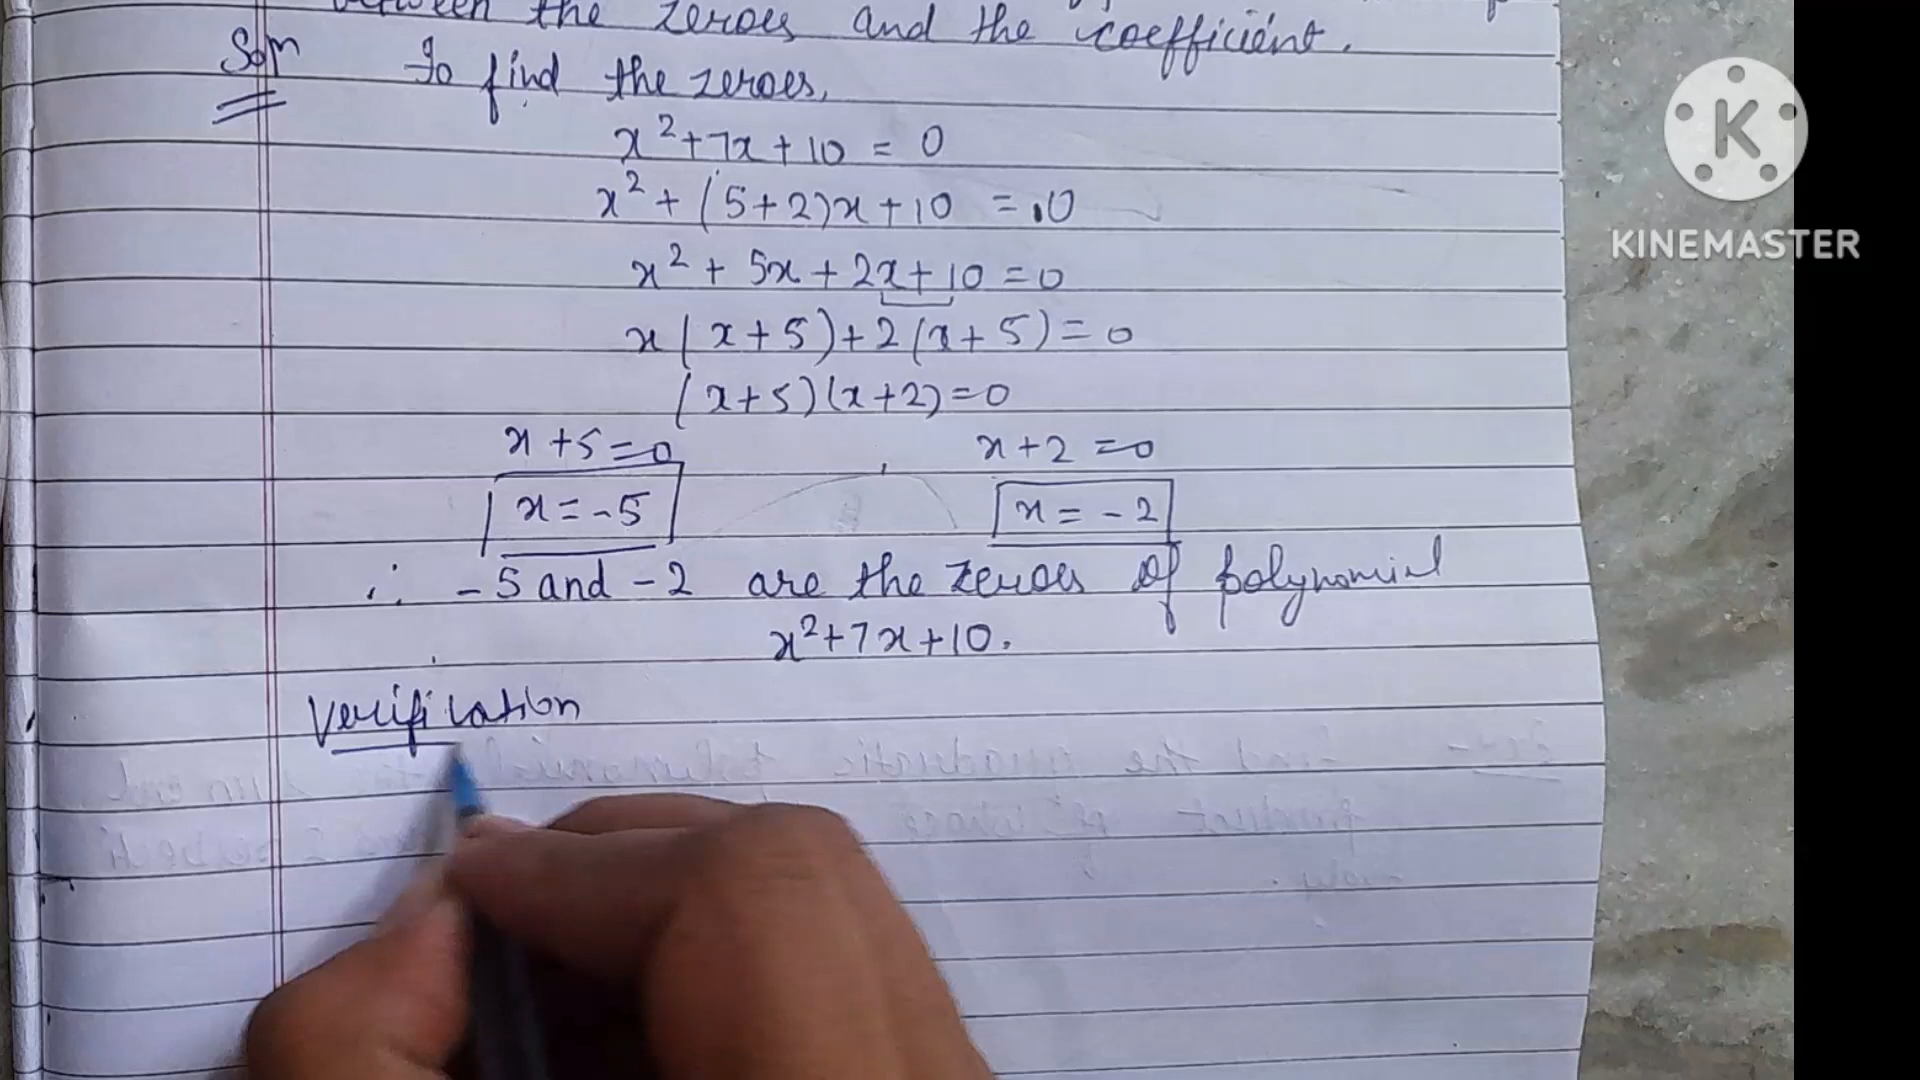 between the zeroes and the coefficient.
Soln To find the zeroes,
x²+7x+10 = 0
x² + (5+2)x+10 = 0
x² + 5x + 2x+10 = 0
x(x+5)+2(x+5)=0
(x+5)(x+2)=0
x+5=0 x+2=0
x=-5 x=-2
∴ -5 and -2 are the zeroes of polynomial
x²+7x+10.
Verification
K
KINEMASTER